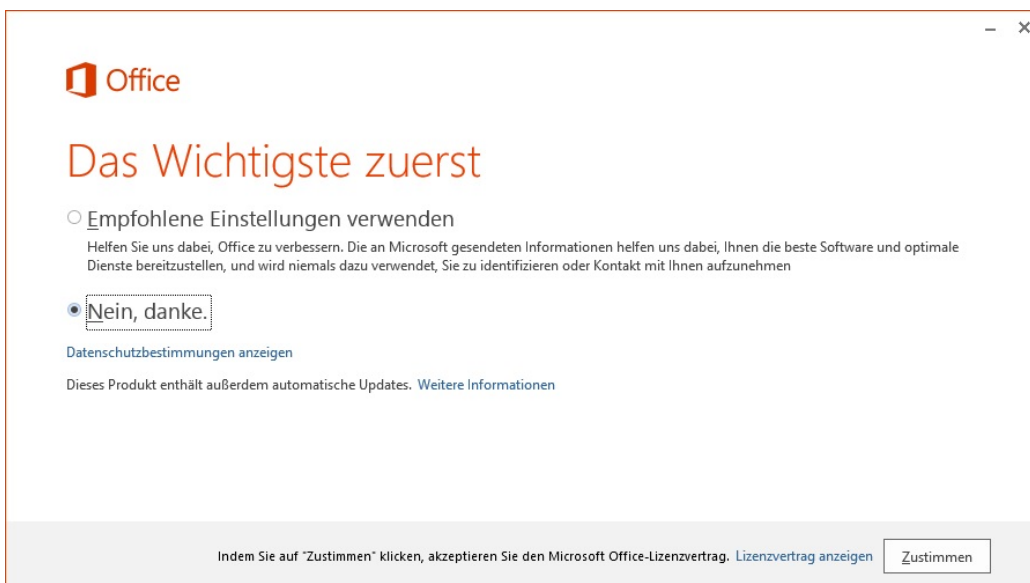 Office
Das Wichtigste zuerst
Empfohlene Einstellungen verwenden
Helfen Sie uns dabei, Office zu verbessern. Die an Microsoft gesendeten Informationen helfen uns dabei, Ihnen die beste Software und optimale
Dienste bereitzustellen, und wird niemals dazu verwendet, Sie zu identifizieren oder Kontakt mit Ihnen aufzunehmen
Nein, danke.
Datenschutzbestimmungen anzeigen
Dieses Produkt enthält außerdem automatische Updates. Weitere Informationen
Indem Sie auf "Zustimmen" klicken, akzeptieren Sie den Microsoft Office-Lizenzvertrag. Lizenzvertrag anzeigen Zustimmen